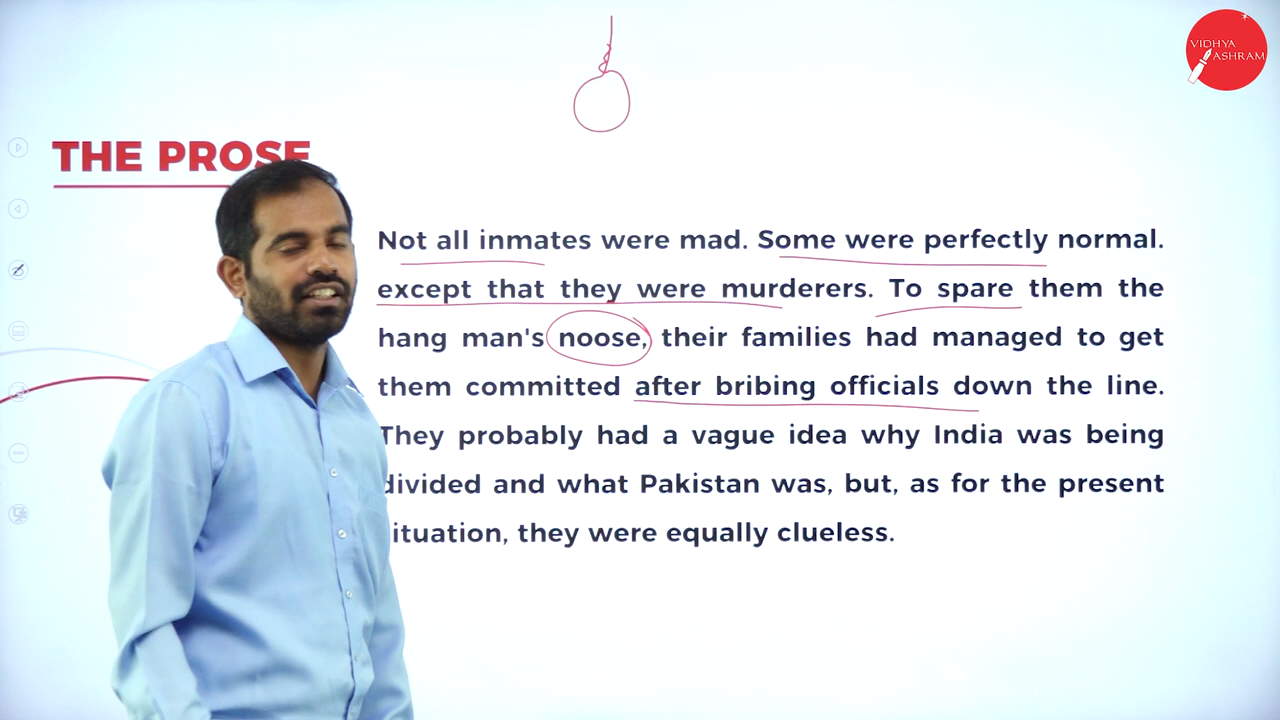 VIDHYA
ASHRAM
THE PROSE
Not all inmates were mad. Some were perfectly normal.
except that they were murderers. To spare them the
hang man's noose, their families had managed to get
them committed after bribing officials down the line.
They probably had a vague idea why India was being
divided and what Pakistan was, but, as for the present
ituation, they were equally clueless.